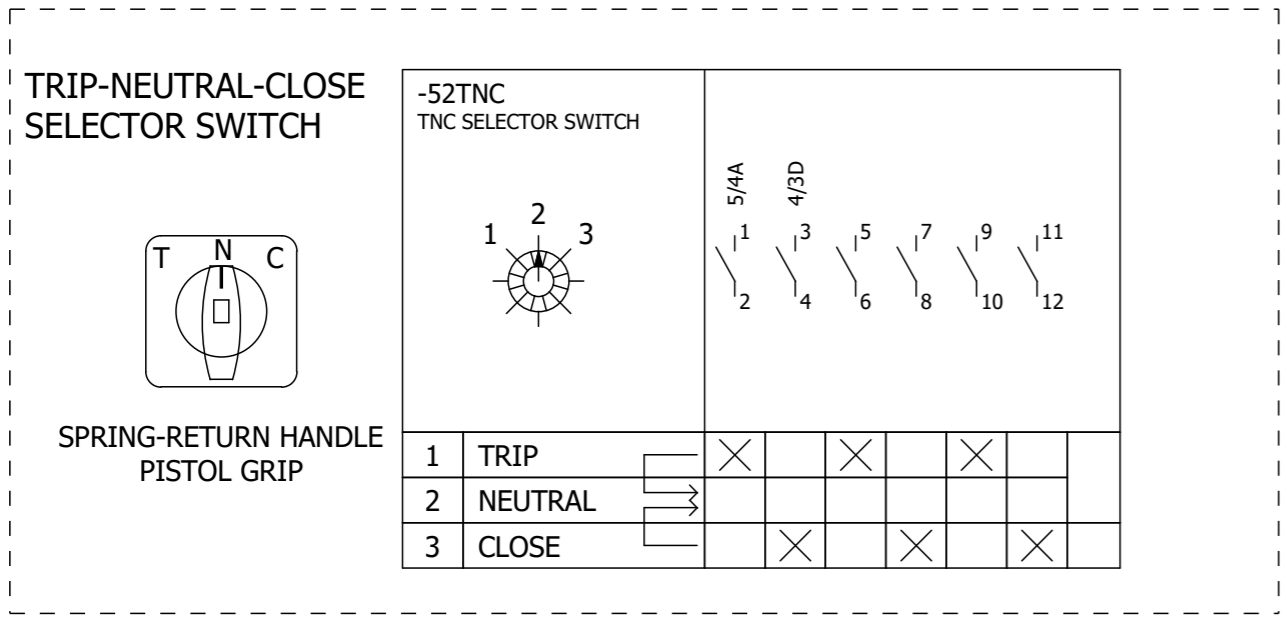 TRIP-NEUTRAL-CLOSE
SELECTOR SWITCH
T N C
SPRING-RETURN HANDLE
PISTOL GRIP
-52TNC
TNC SELECTOR SWITCH
1 2 3
5/4A 4/3D
1 3 5 7 9 11
2 4 6 8 10 12
1 TRIP
2 NEUTRAL
3 CLOSE